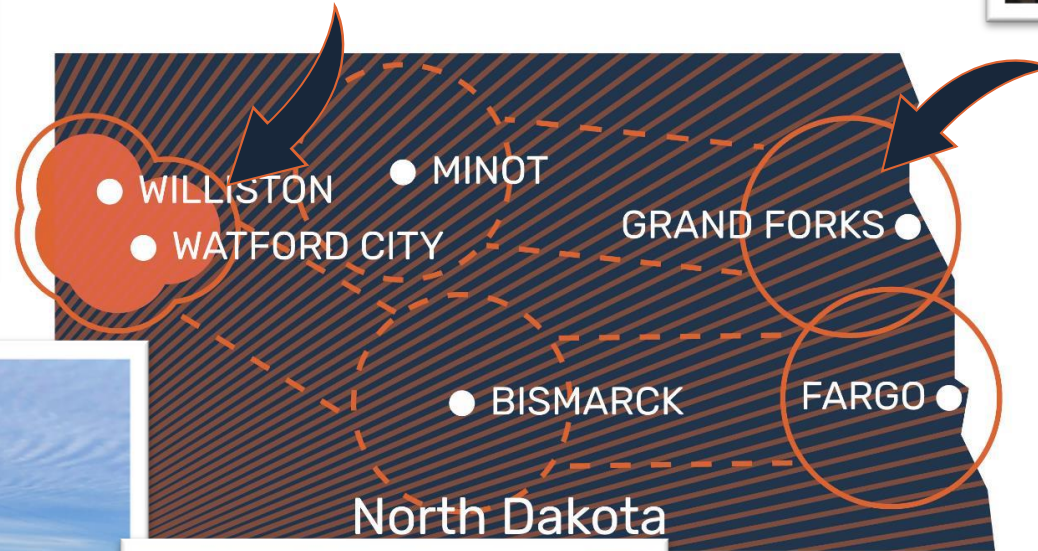 MINOT
WILLISTON
GRAND FORKS
WATFORD CITY
BISMARCK
FARGO
North Dakota